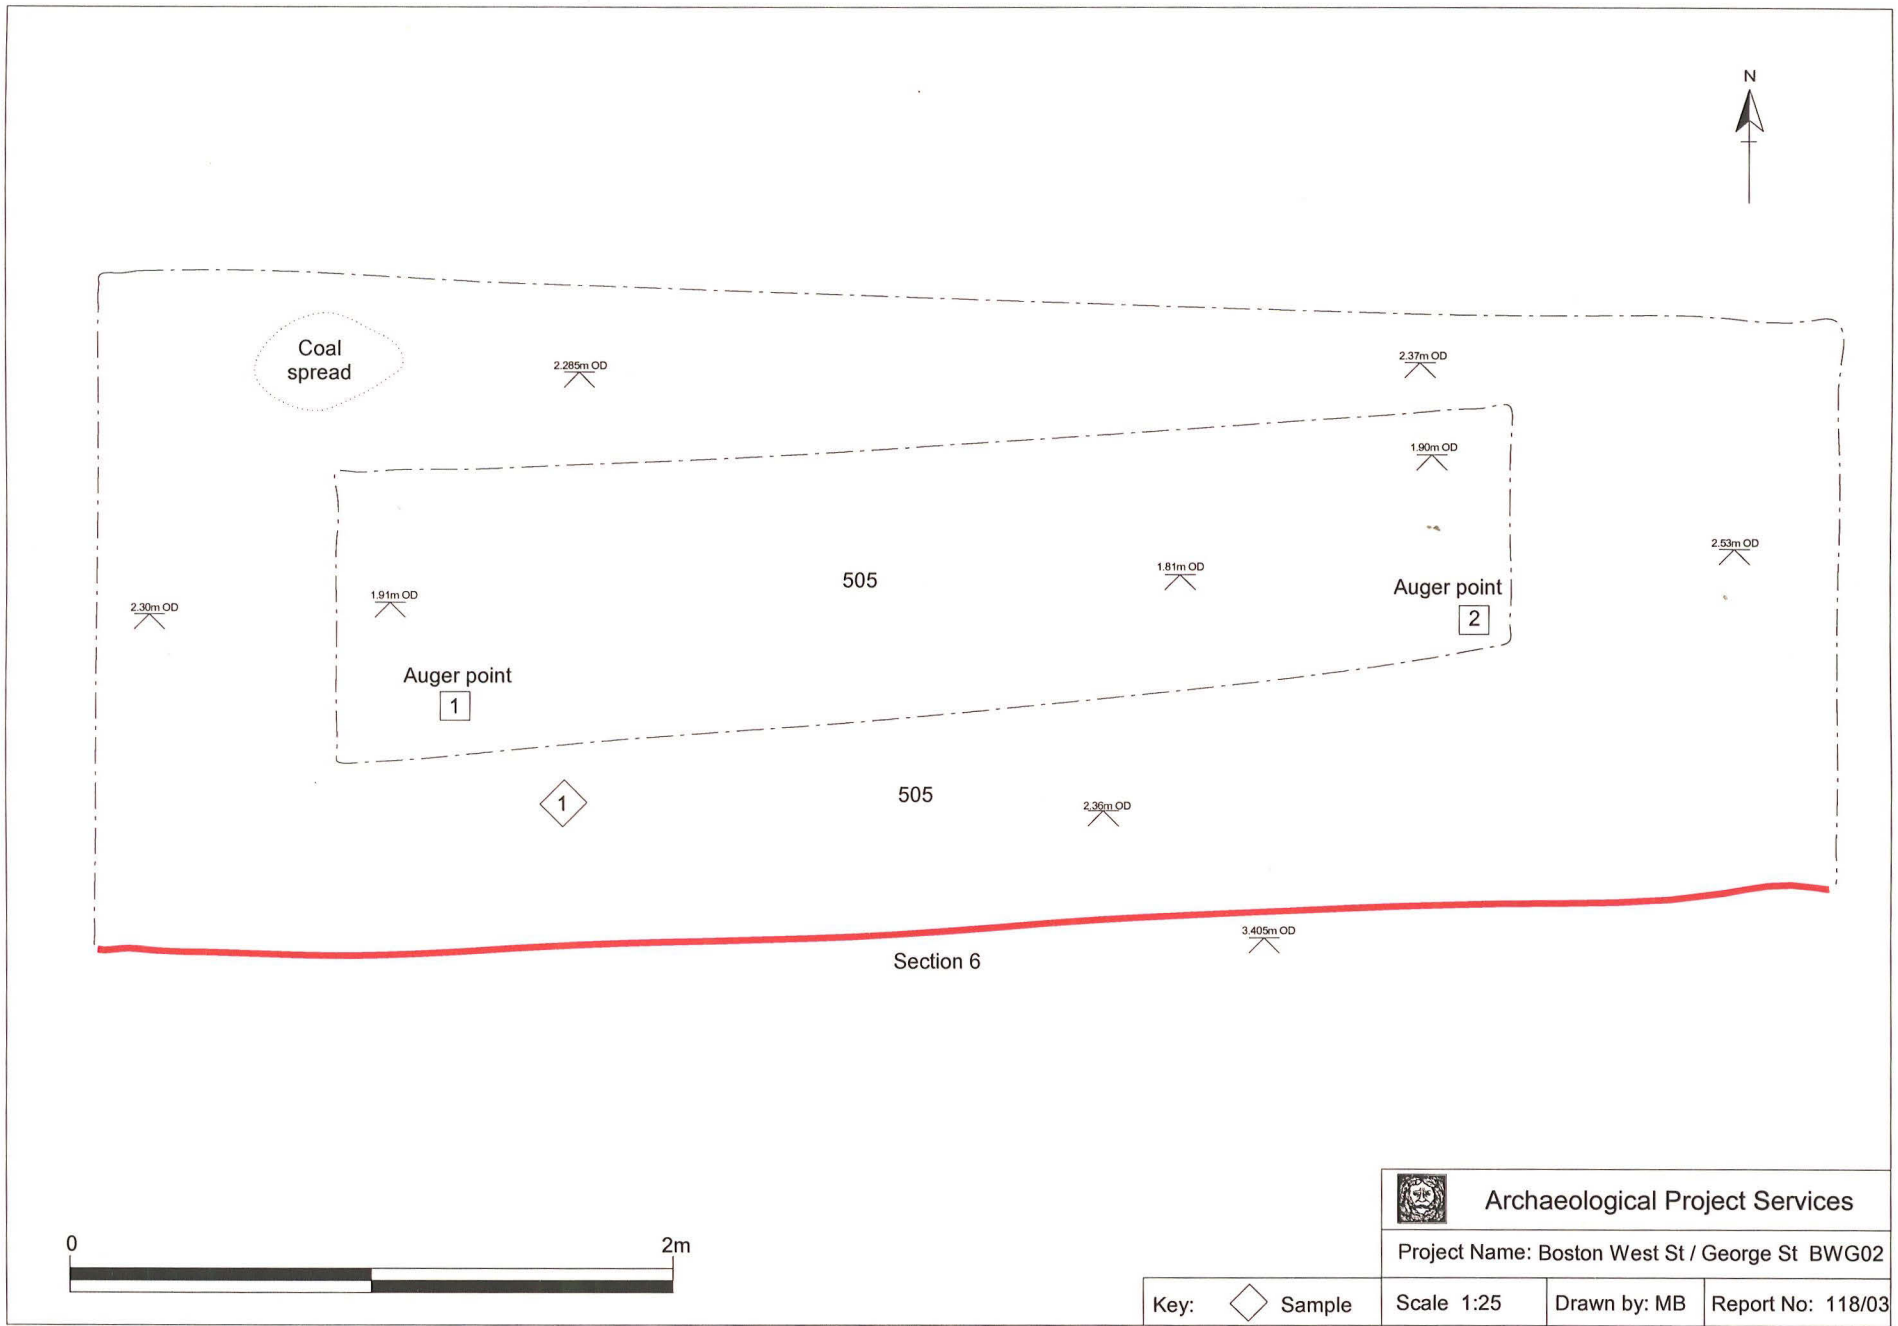 N
Coal
spread
2.285m OD
2.37m OD
1.90m OD
2.53m OD
1.81m OD
505
Auger point
2
1.91m OD
2.30m OD
Auger point
1
1
505
2.36m OD
3.405m OD
Section 6
0
2m
Archaeological Project Services
Project Name: Boston West St / George St BWG02
Key:
Sample
Scale 1:25
Drawn by: MB
Report No: 118/03